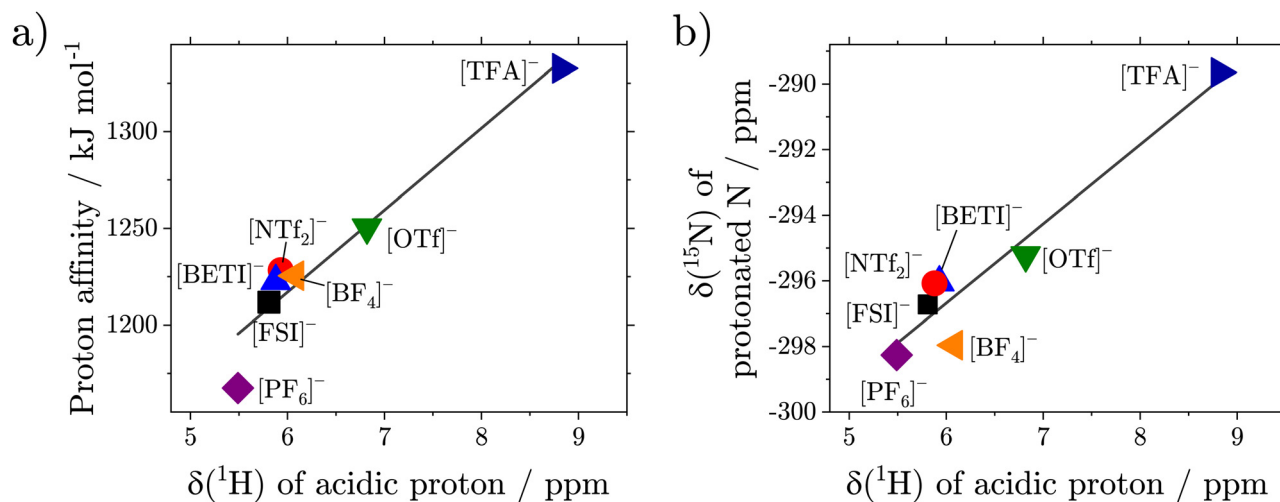 a)
Proton affinity / kJ mol⁻¹
1300
1250
1200
[TFA]⁻
[OTf]⁻
[NTf₂]⁻
[BETI]⁻
[BF₄]⁻
[FSI]⁻
[PF₆]⁻
5 6 7 8 9
δ(¹H) of acidic proton / ppm
b)
δ(¹⁵N) of
protonated N / ppm
-290
-292
-294
-296
-298
-300
[TFA]⁻
[BETI]⁻
[NTf₂]⁻
[OTf]⁻
[FSI]⁻
[BF₄]⁻
[PF₆]⁻
5 6 7 8 9
δ(¹H) of acidic proton / ppm